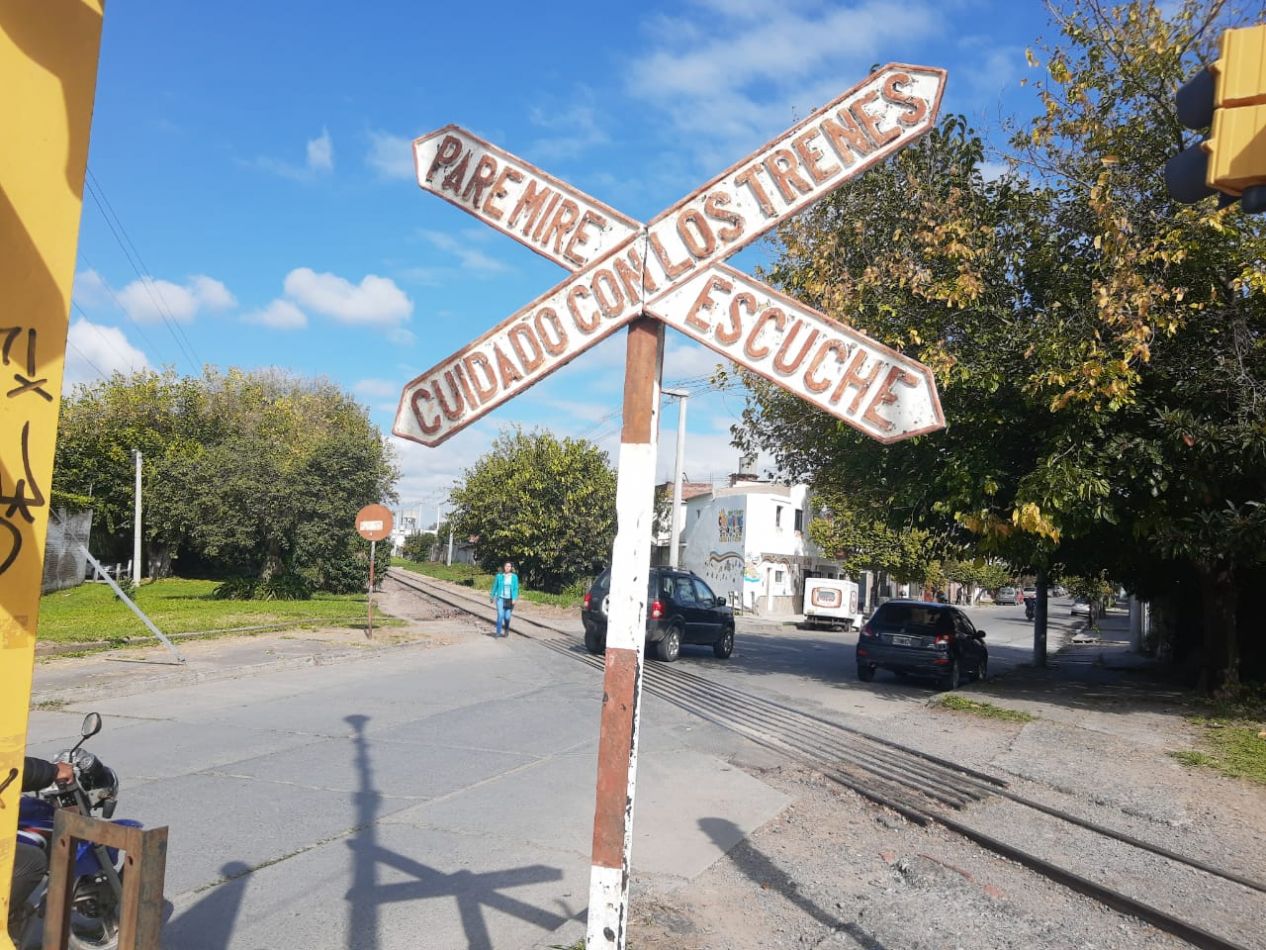 PARE MIRE
CUIDADO CON LOS TRENES
ESCUCHE